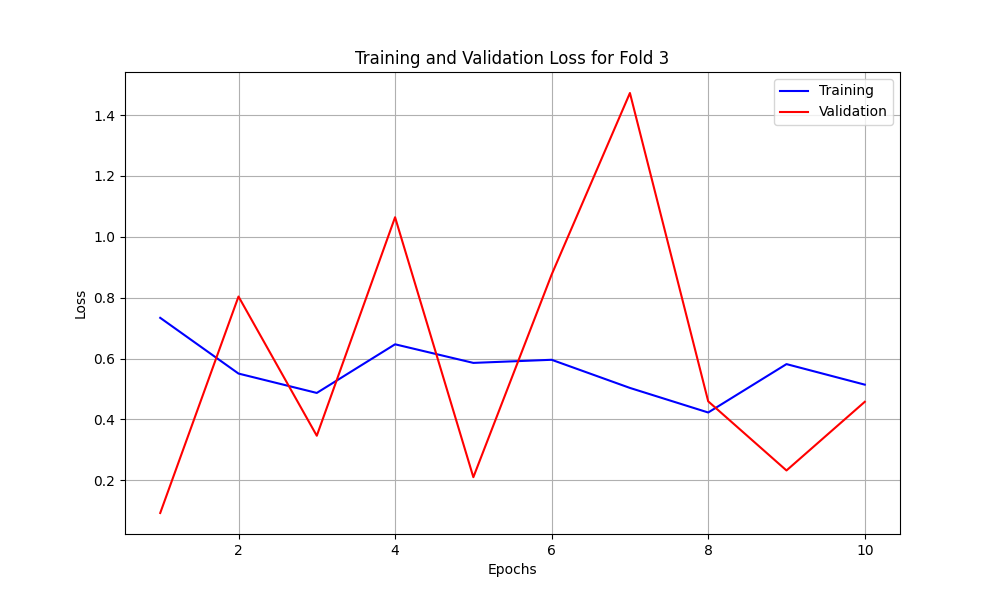 Training and Validation Loss for Fold 3
Training
Validation
Loss
1.4
1.2
1.0
0.8
0.6
0.4
0.2
2 4 6 8 10
Epochs